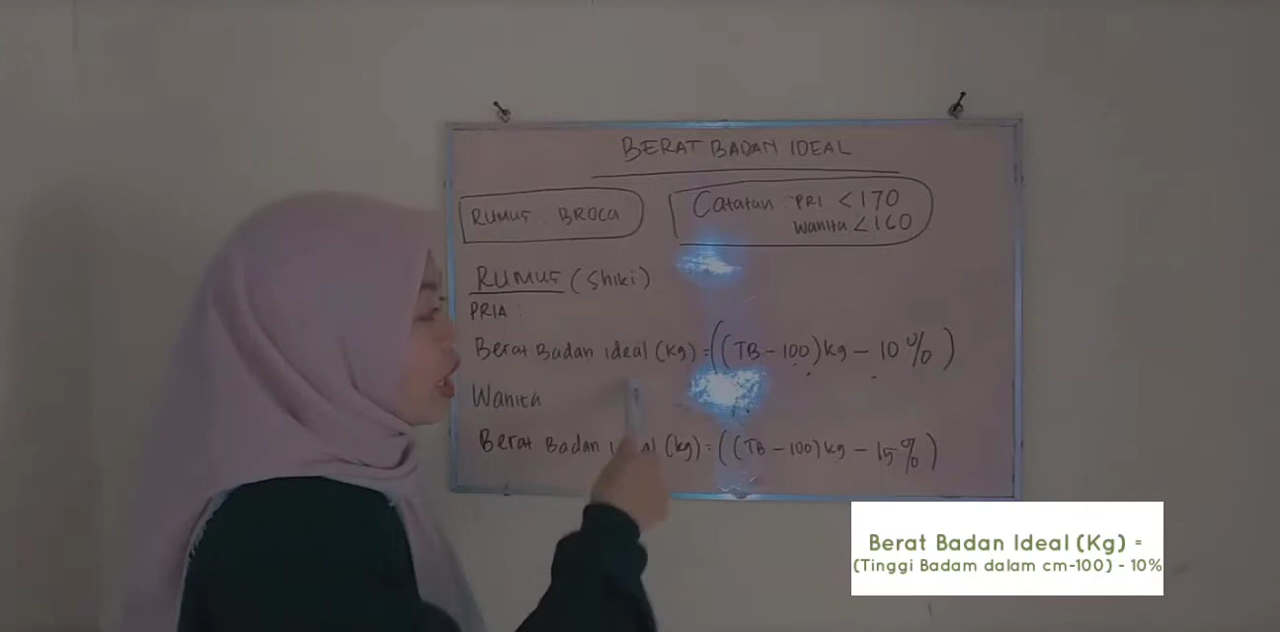 BERAT BADAN IDEAL
RUMUS : BROCA
Catatan : PRI < 170
Wanita < 160
RUMUS (Shiki)
PRIA :
Berat Badan ideal (Kg) = ((TB - 100) kg - 10 % )
Wanita
Berat Badan (kg) = ((TB - 100) kg - 15 % )
Berat Badan Ideal (Kg) =
(Tinggi Badam dalam cm-100) - 10%